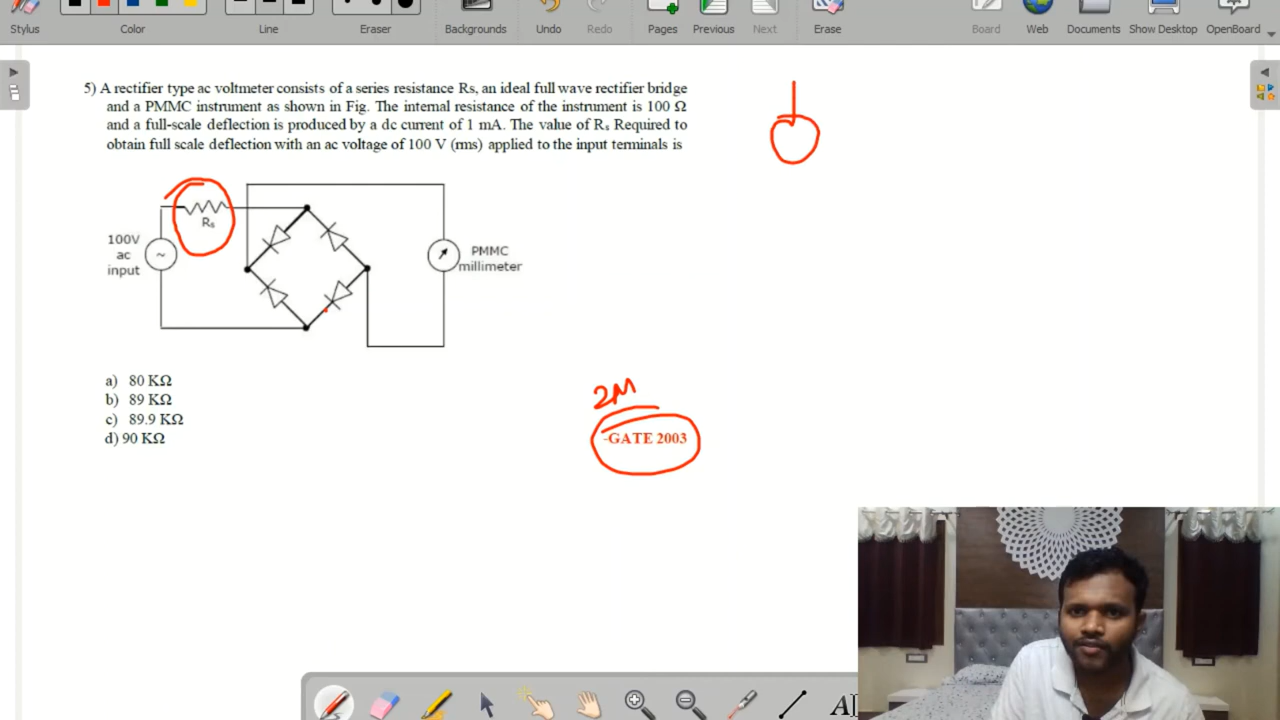 Stylus
Color
Line
Eraser
Backgrounds
Undo
Redo
Pages
Previous
Next
Erase
Board
Web
Documents
Show Desktop
OpenBoard
5) A rectifier type ac voltmeter consists of a series resistance Rs, an ideal full wave rectifier bridge
and a PMMC instrument as shown in Fig. The internal resistance of the instrument is 100 Ω
and a full-scale deflection is produced by a dc current of 1 mA. The value of Rs Required to
obtain full scale deflection with an ac voltage of 100 V (rms) applied to the input terminals is
Rs
100V
ac
input
~
PMMC
millimeter
a) 80 KΩ
b) 89 KΩ
c) 89.9 KΩ
d) 90 KΩ
2M
-GATE 2003
A